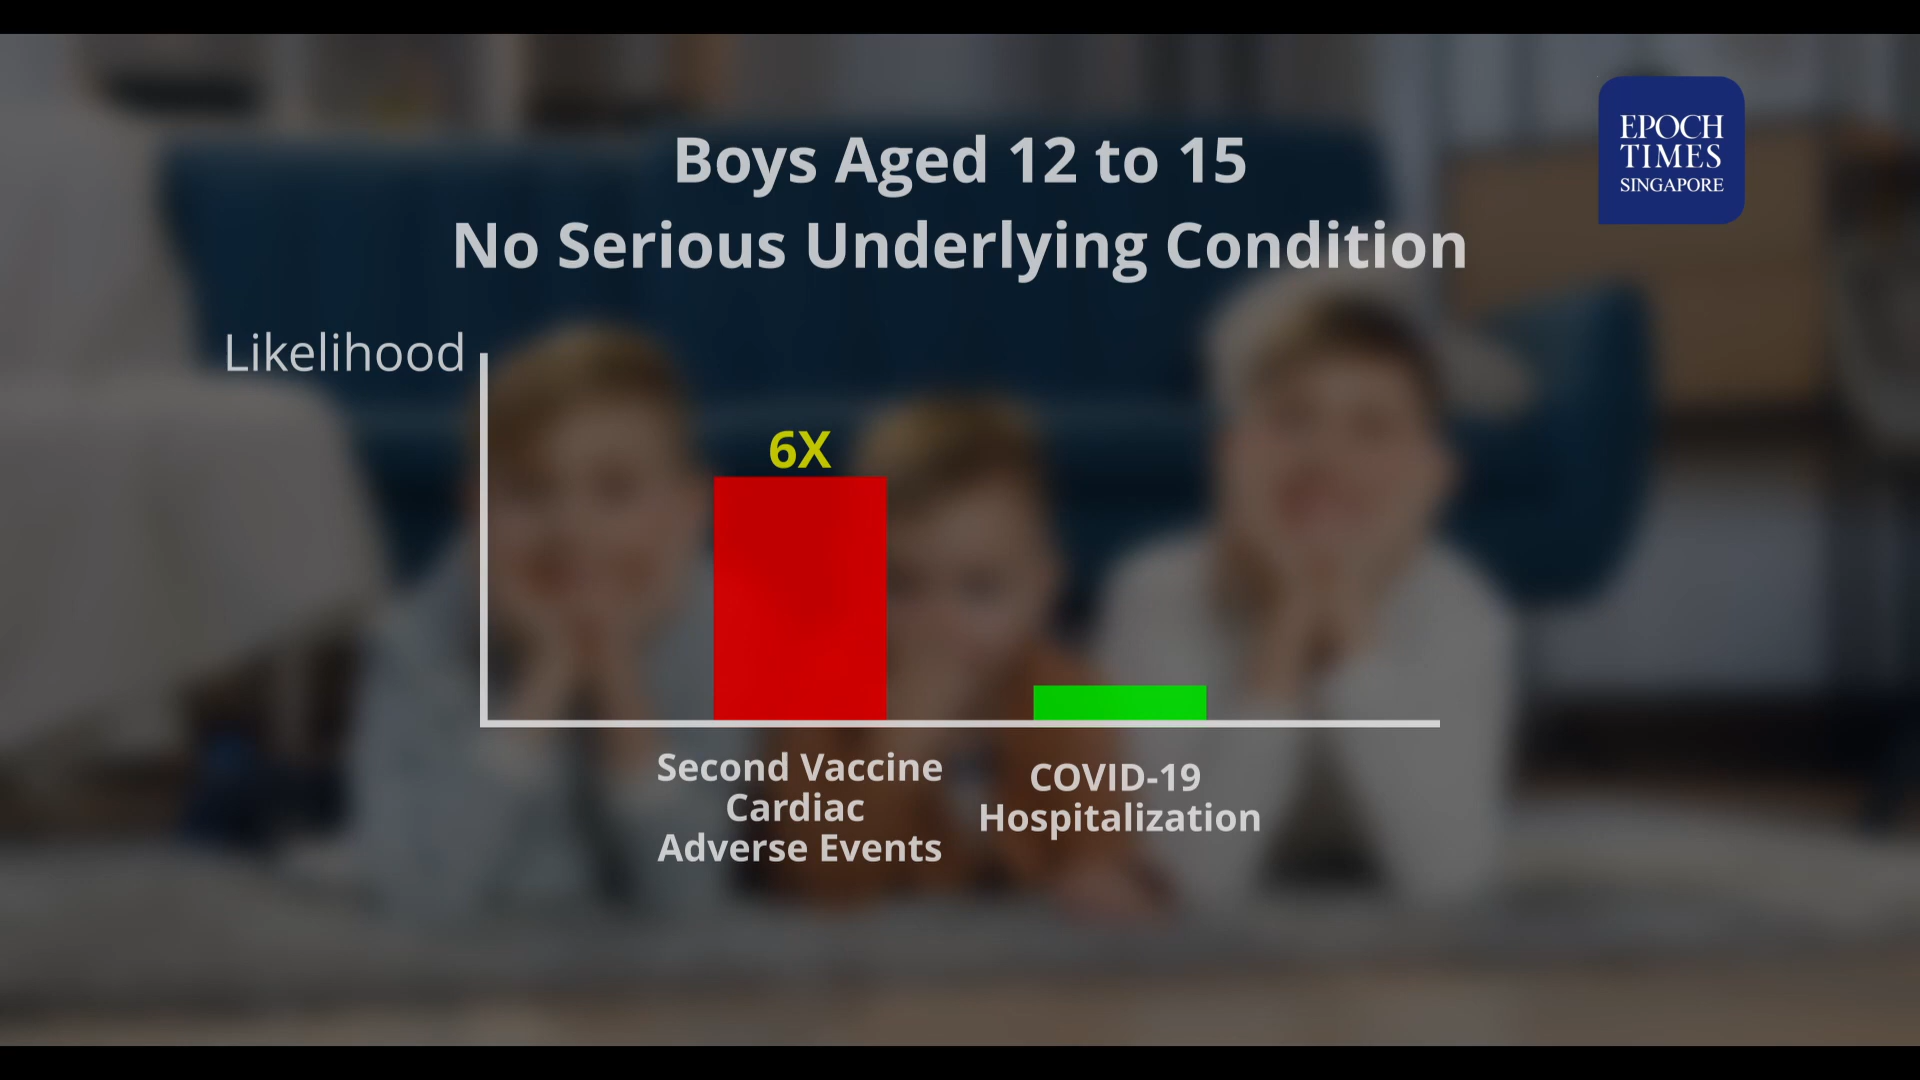 EPOCH
TIMES
SINGAPORE
Boys Aged 12 to 15
No Serious Underlying Condition
Likelihood
6X
Second Vaccine
Cardiac
Adverse Events
COVID-19
Hospitalization